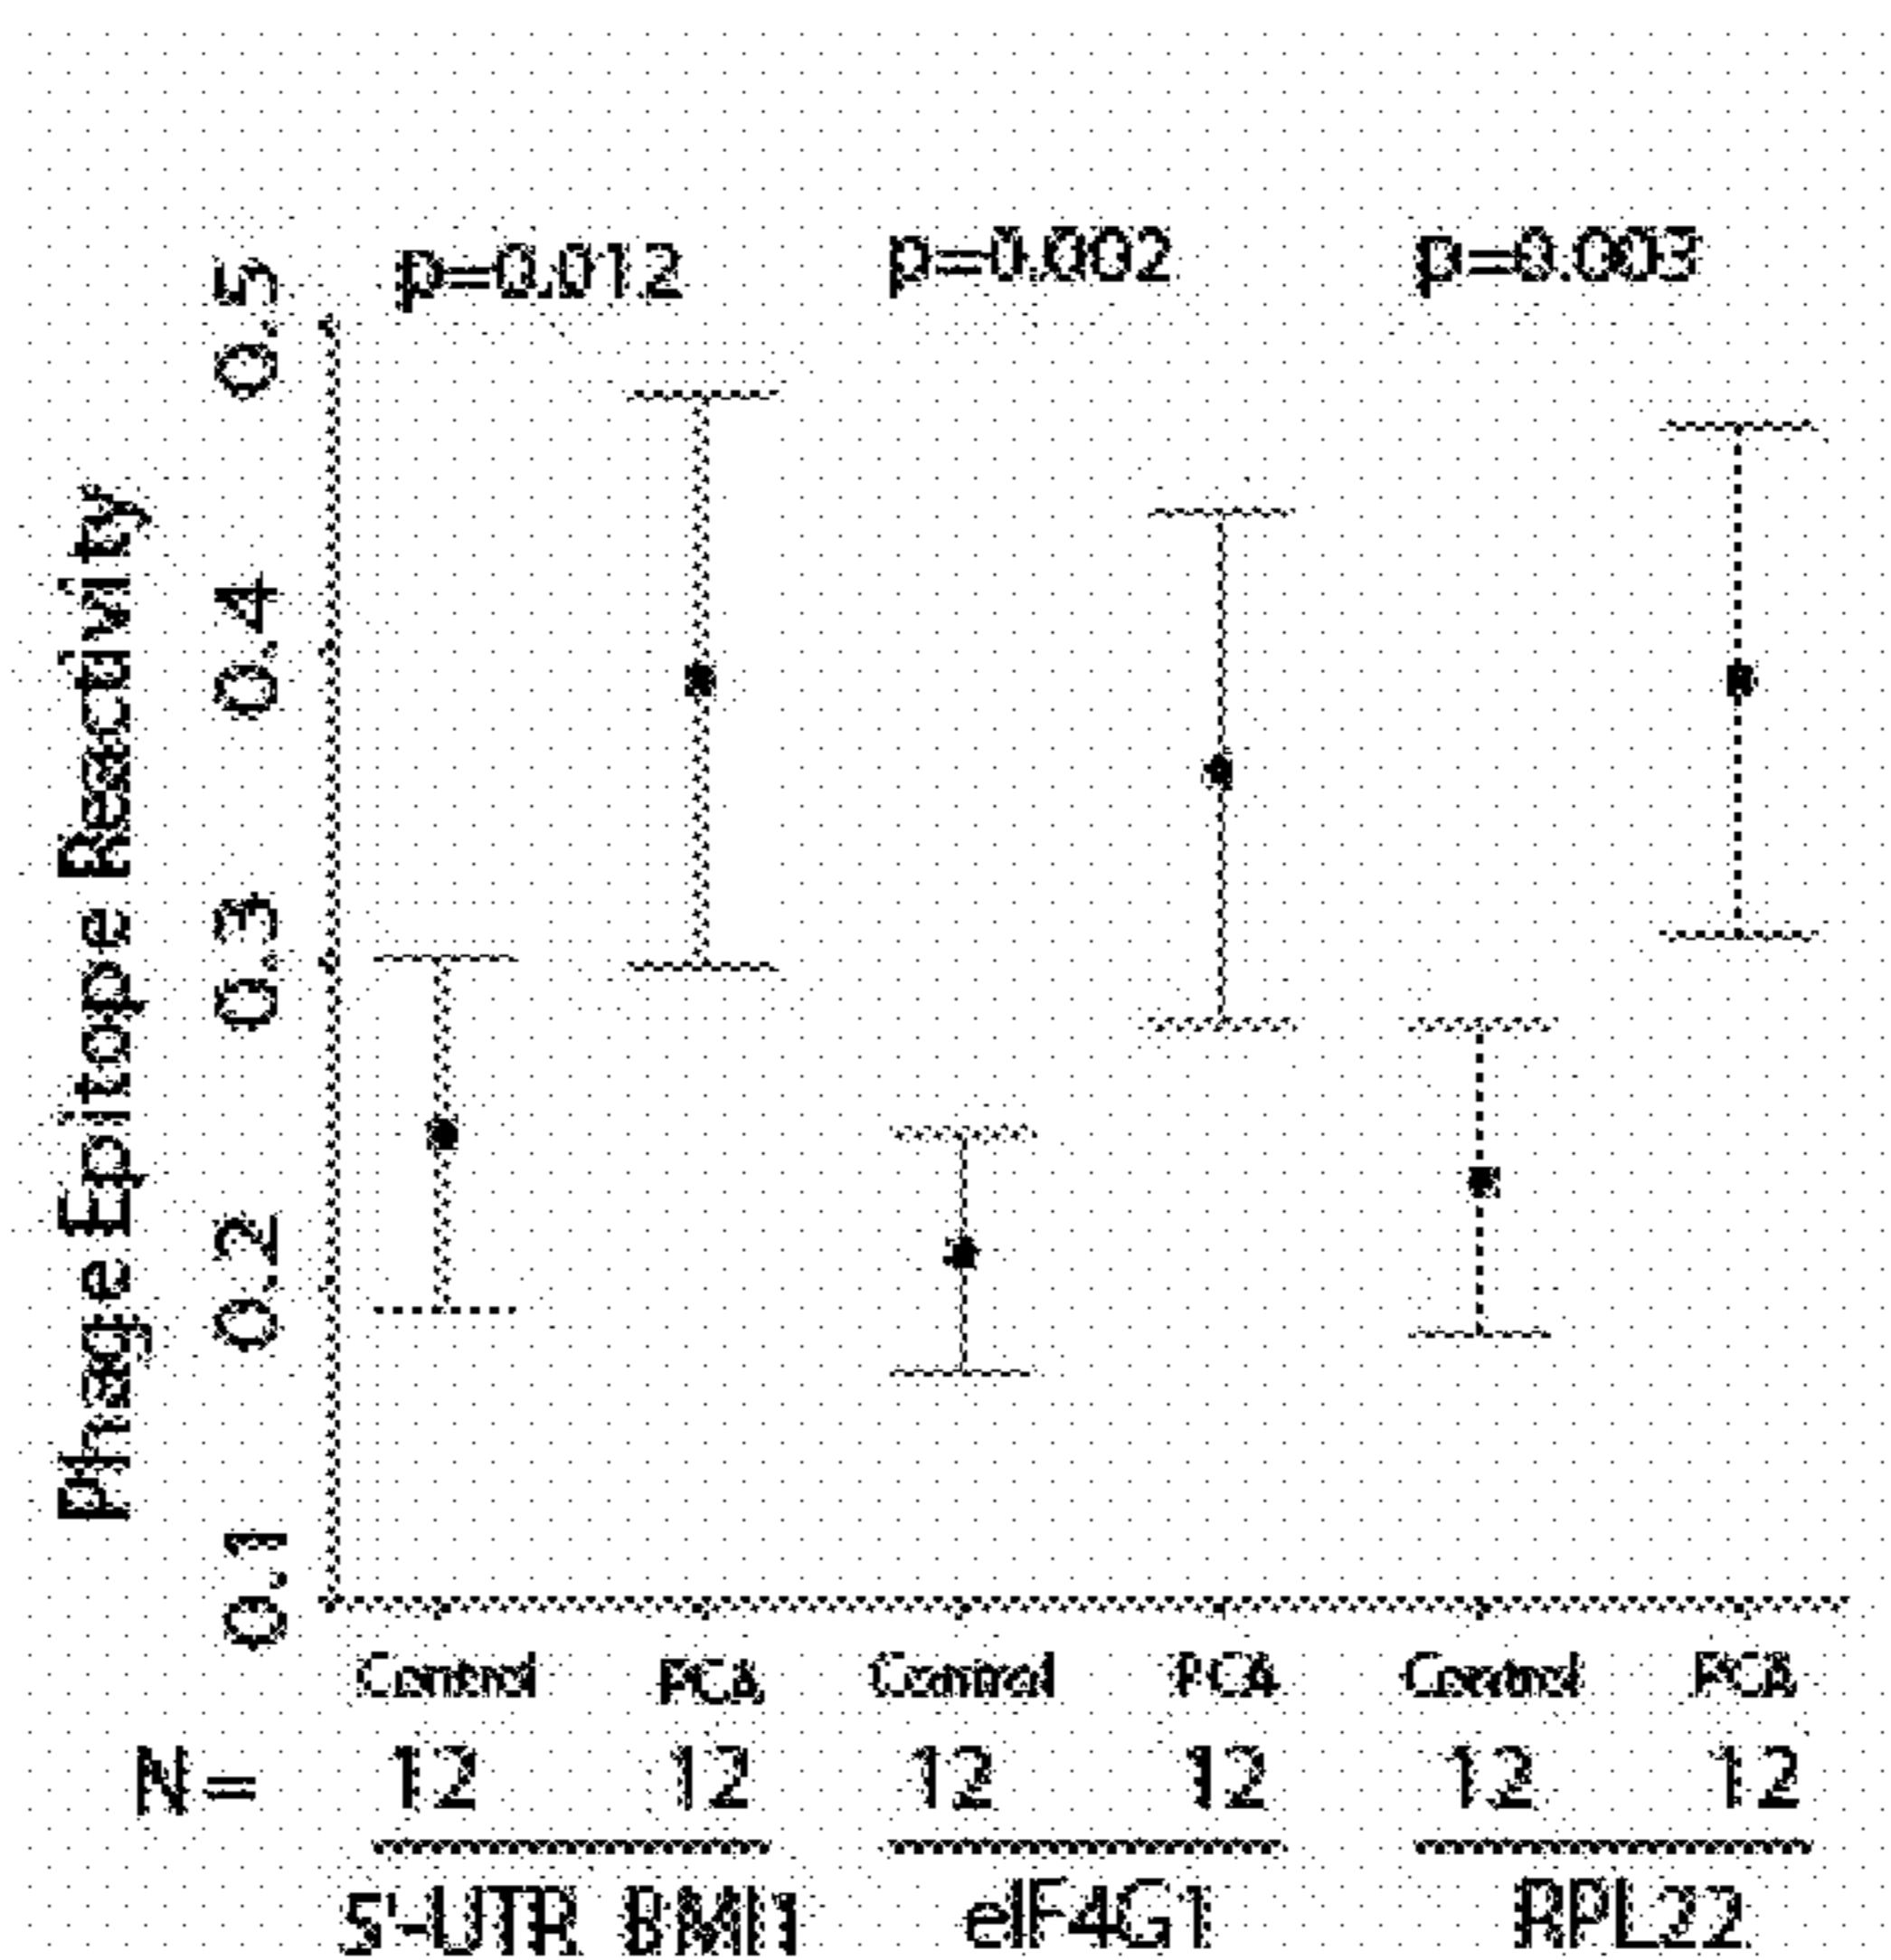 p=0.012 p=0.002 p=0.003
Phage Epitope Reactivity
0.5
0.4
0.3
0.2
0.1
Control PCA Control PCA Control PCA
N= 12 12 12 12 12 12
5'-UTR BMI1 eIF4G1 RPL22